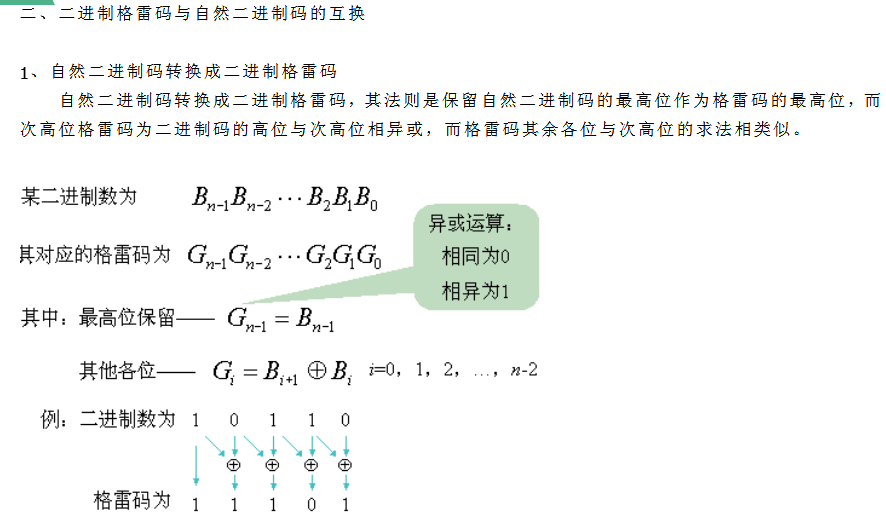 二、二进制格雷码与自然二进制码的互换
1、自然二进制码转换成二进制格雷码
自然二进制码转换成二进制格雷码，其法则是保留自然二进制码的最高位作为格雷码的最高位，而
次高位格雷码为二进制码的高位与次高位相异或，而格雷码其余各位与次高位的求法相类似。
某二进制数为 Bₙ₋₁Bₙ₋₂⋯B₂B₁B₀
异或运算：
相同为0
相异为1
其对应的格雷码为 Gₙ₋₁Gₙ₋₂⋯G₂G₁G₀
其中：最高位保留—— Gₙ₋₁ = Bₙ₋₁
其他各位—— Gᵢ = Bᵢ₊₁ ⊕ Bᵢ i=0，1，2，…，n-2
例：二进制数为 1 0 1 1 0
⊕ ⊕ ⊕ ⊕
格雷码为 1 1 1 0 1